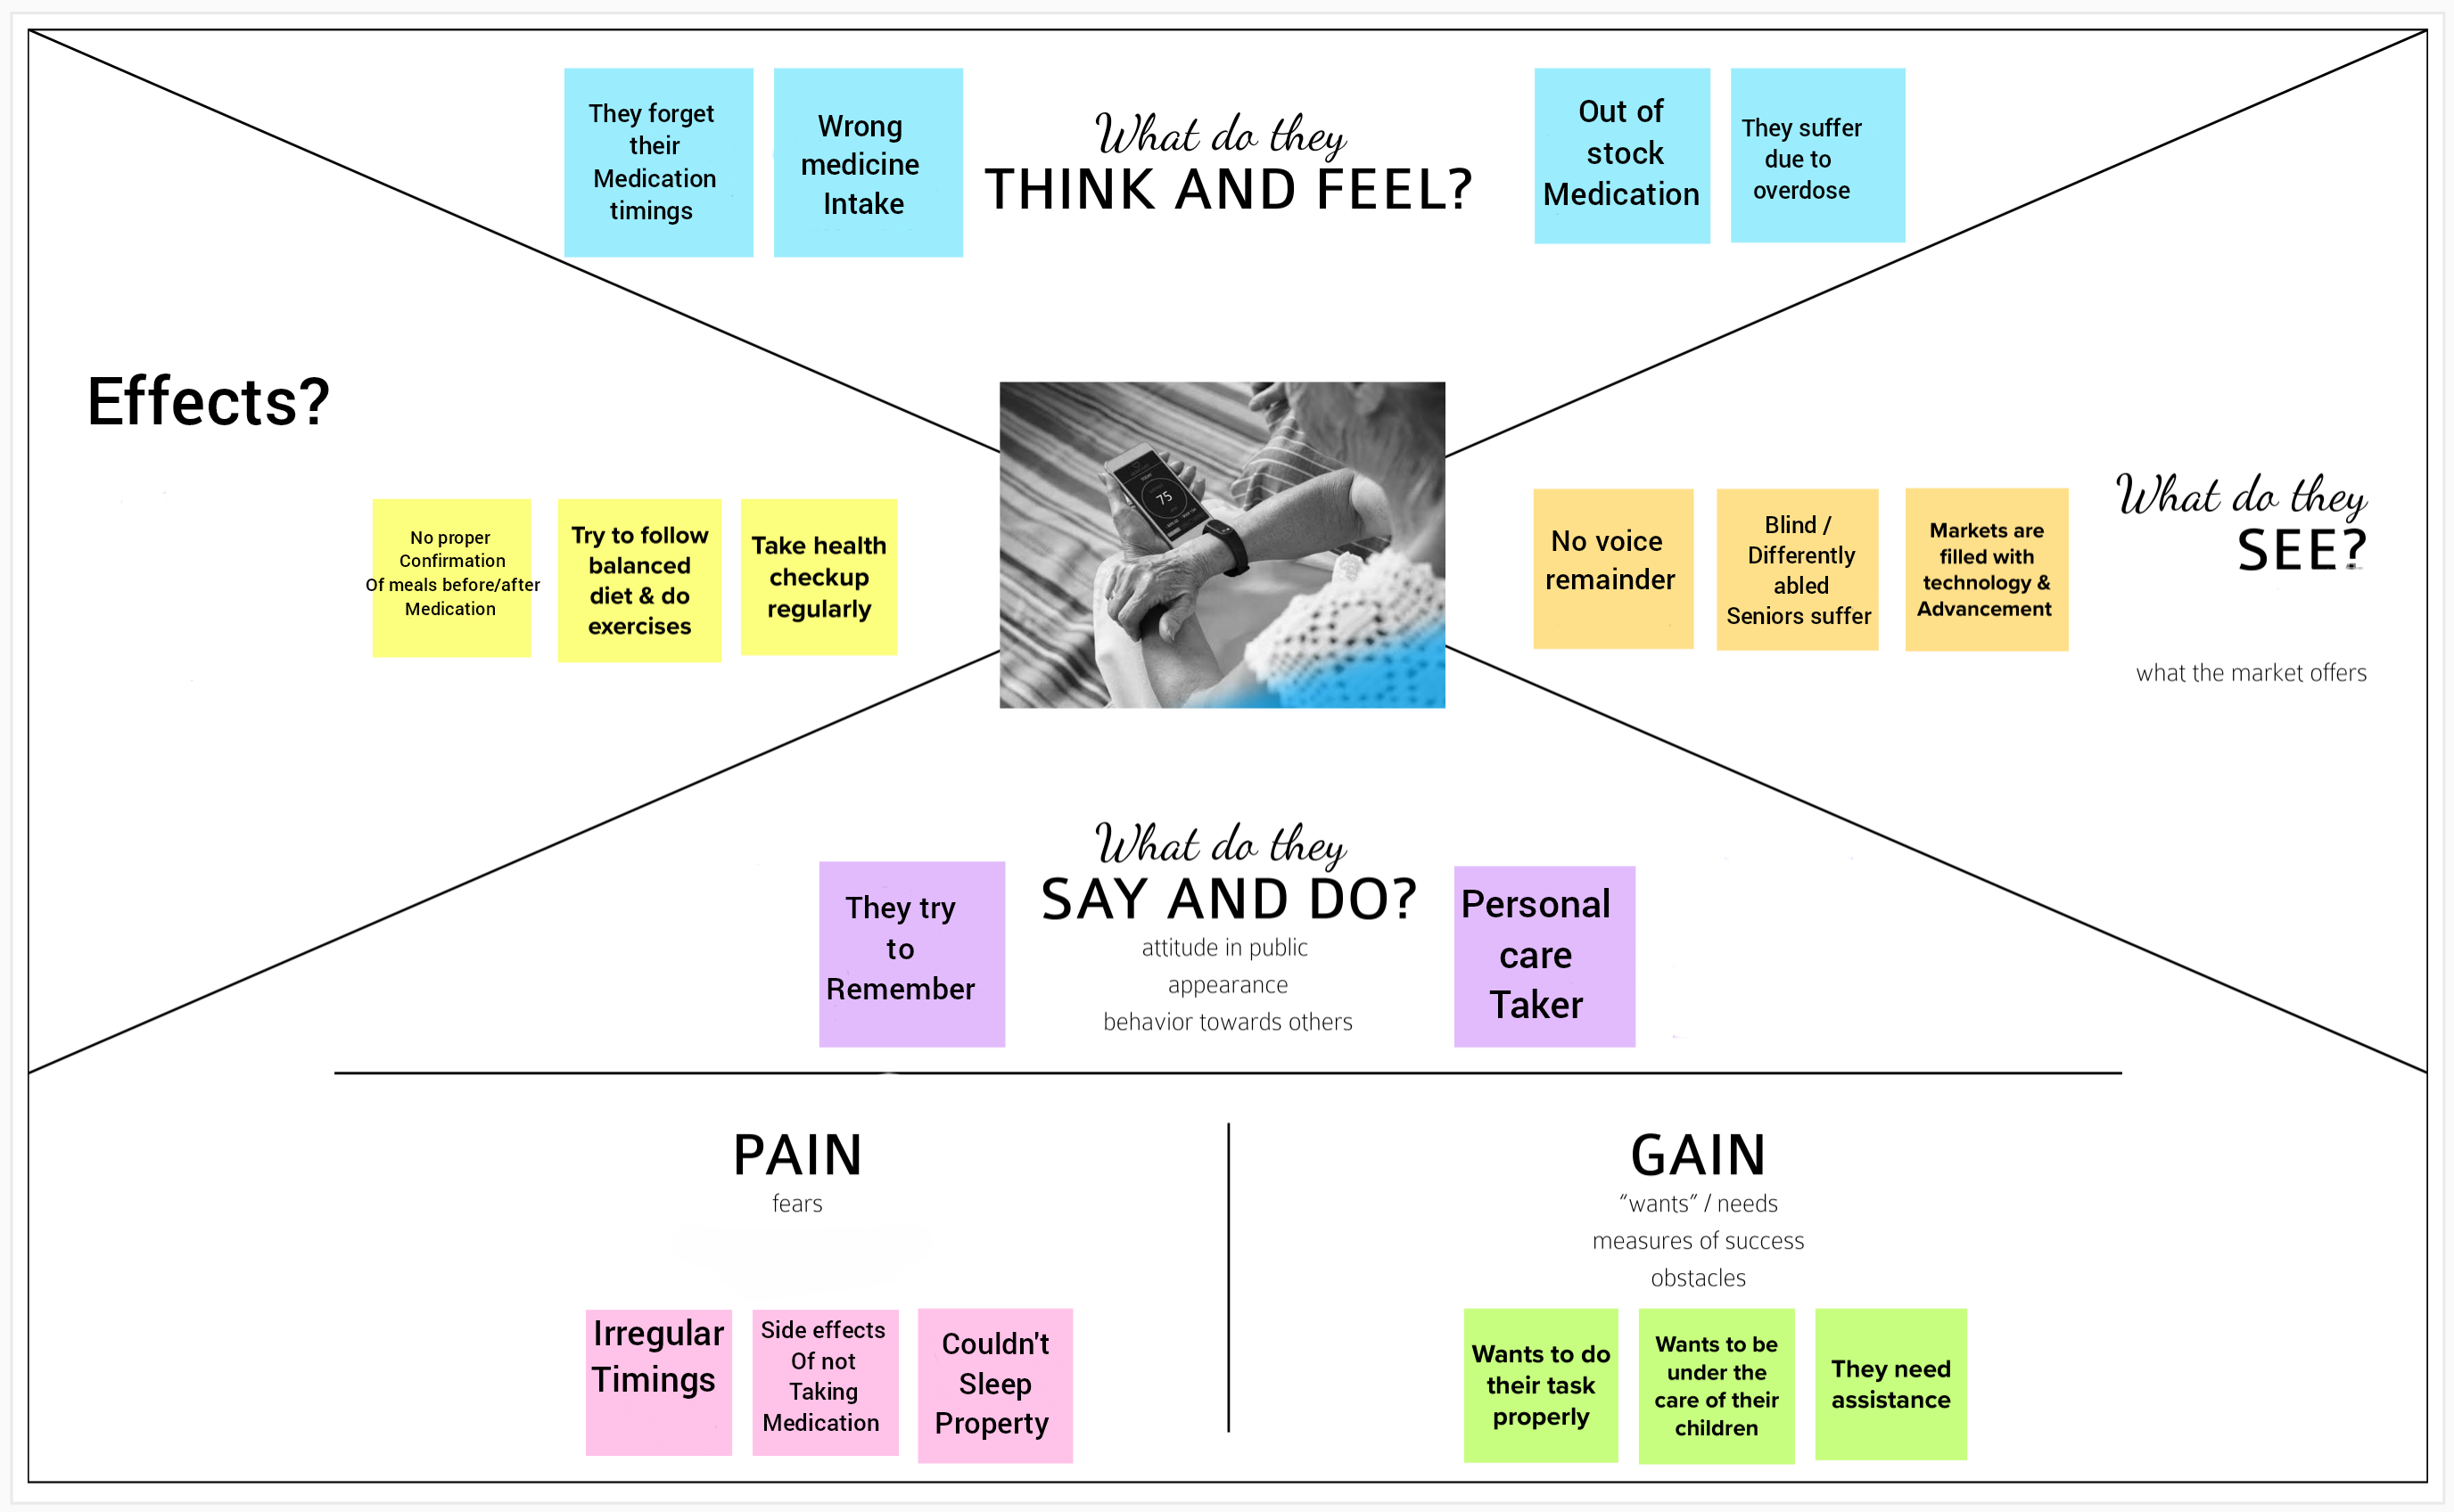 They forget
their
Medication
timings
Wrong
medicine
Intake
What do they
THINK AND FEEL?
Out of
stock
Medication
They suffer
due to
overdose
Effects?
No proper
Confirmation
Of meals before/after
Medication
Try to follow
balanced
diet & do
exercises
Take health
checkup
regularly
75
No voice
remainder
Blind /
Differently
abled
Seniors suffer
Markets are
filled with
technology &
Advancement
What do they
SEE?
what the market offers
They try
to
Remember
What do they
SAY AND DO?
attitude in public
appearance
behavior towards others
Personal
care
Taker
PAIN
fears
Irregular
Timings
Side effects
Of not
Taking
Medication
Couldn't
Sleep
Property
GAIN
“wants” / needs
measures of success
obstacles
Wants to do
their task
properly
Wants to be
under the
care of their
children
They need
assistance